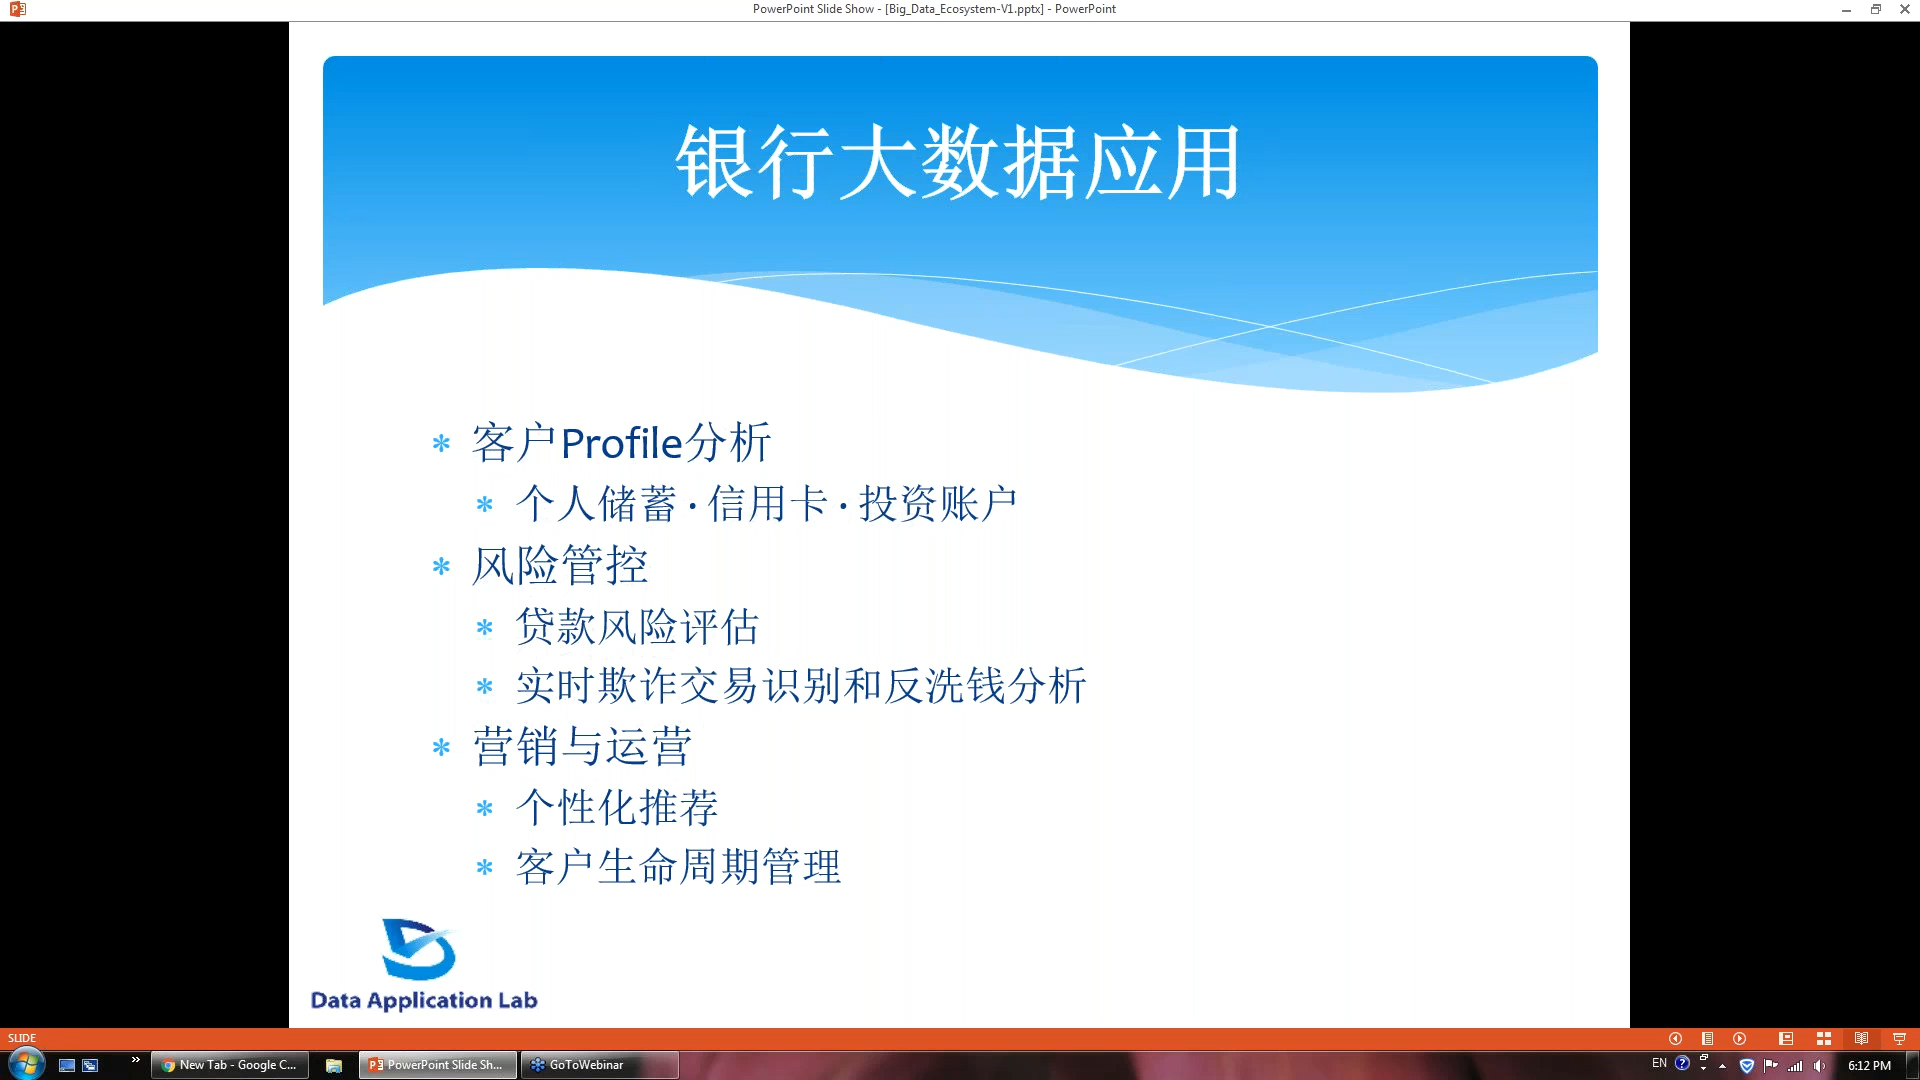 PowerPoint Slide Show - [Big_Data_Ecosystem-V1.pptx] - PowerPoint
银行大数据应用
* 客户Profile分析
* 个人储蓄·信用卡·投资账户
* 风险管控
* 贷款风险评估
* 实时欺诈交易识别和反洗钱分析
* 营销与运营
* 个性化推荐
* 客户生命周期管理
Data Application Lab
SLIDE
New Tab - Google C...
PowerPoint Slide Sh...
GoToWebinar
EN
6:12 PM